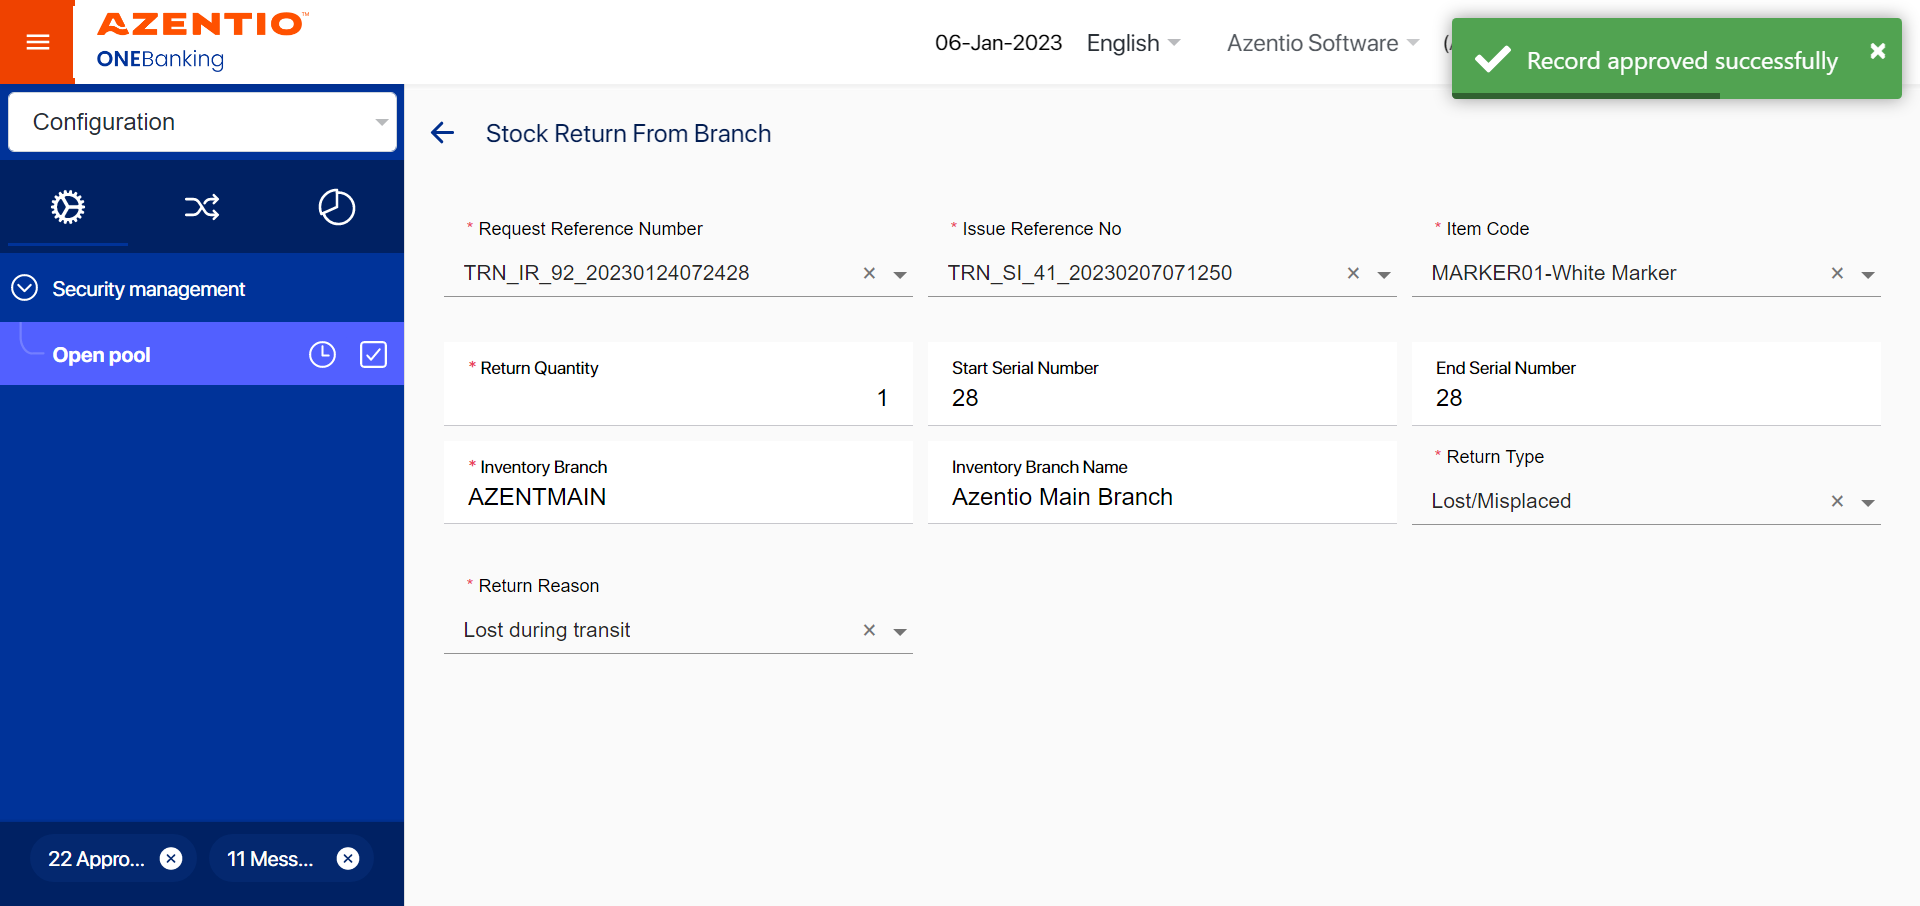 AZENTIO™
ONEBanking
06-Jan-2023
English
Azentio Software
Record approved successfully
Configuration
Stock Return From Branch
Security management
Open pool
* Request Reference Number
TRN_IR_92_20230124072428
* Issue Reference No
TRN_SI_41_20230207071250
* Item Code
MARKER01-White Marker
* Return Quantity
1
Start Serial Number
28
End Serial Number
28
* Inventory Branch
AZENTMAIN
Inventory Branch Name
Azentio Main Branch
* Return Type
Lost/Misplaced
* Return Reason
Lost during transit
22 Appro...
11 Mess...